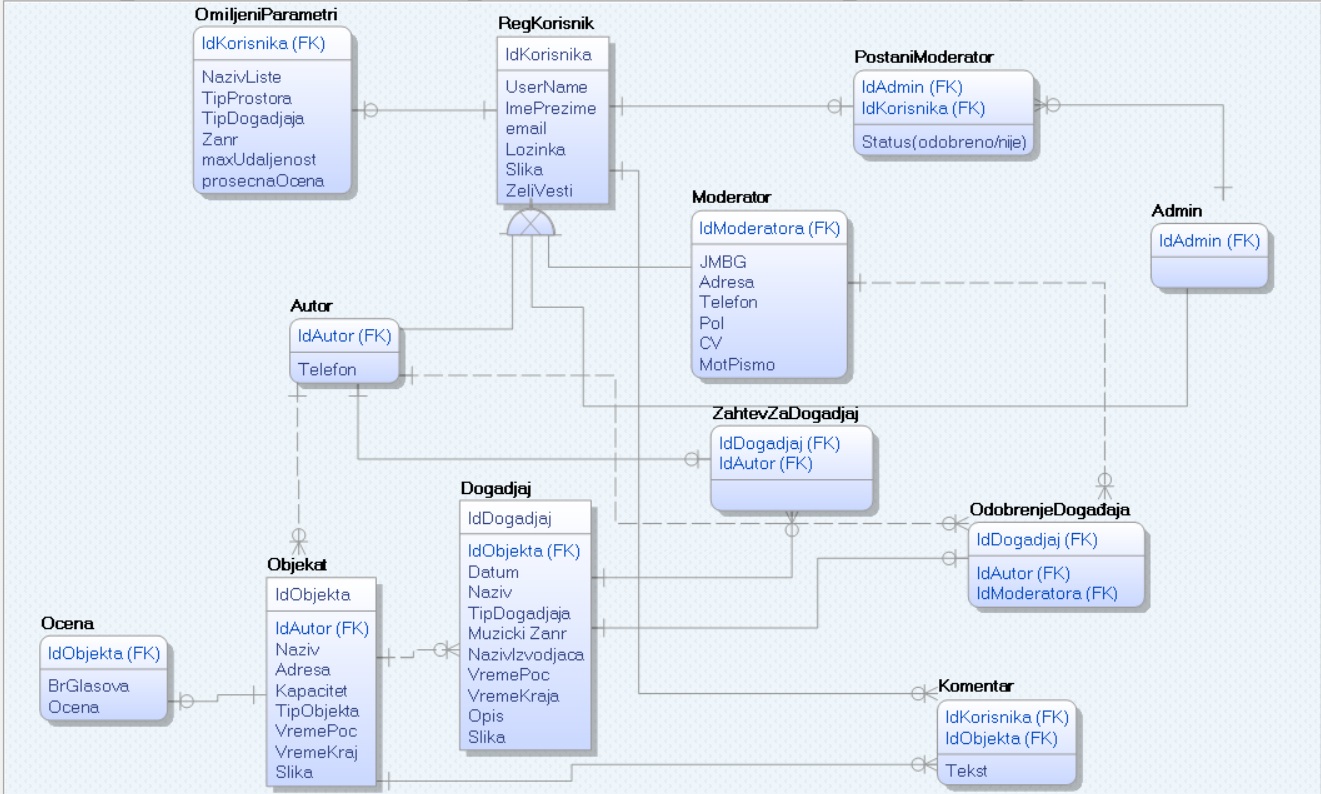 OmiljeniParametri
IdKorisnika (FK)
NazivListe
TipProstora
TipDogadjaja
Zanr
maxUdaljenost
prosecnaOcena
RegKorisnik
IdKorisnika
UserName
ImePrezime
email
Lozinka
Slika
ZeliVesti
PostaniModerator
IdAdmin (FK)
IdKorisnika (FK)
Status(odobreno/nije)
Moderator
IdModeratora (FK)
JMBG
Adresa
Telefon
Pol
CV
MotPismo
Admin
IdAdmin (FK)
Autor
IdAutor (FK)
Telefon
ZahtevZaDogadjaj
IdDogadjaj (FK)
IdAutor (FK)
Dogadjaj
IdDogadjaj
IdObjekta (FK)
Datum
Naziv
TipDogadjaja
Muzicki Zanr
NazivIzvodjaca
VremePoc
VremeKraja
Opis
Slika
OdobrenjeDogađaja
IdDogadjaj (FK)
IdAutor (FK)
IdModeratora (FK)
Objekat
IdObjekta
IdAutor (FK)
Naziv
Adresa
Kapacitet
TipObjekta
VremePoc
VremeKraj
Slika
Ocena
IdObjekta (FK)
BrGlasova
Ocena
Komentar
IdKorisnika (FK)
IdObjekta (FK)
Tekst